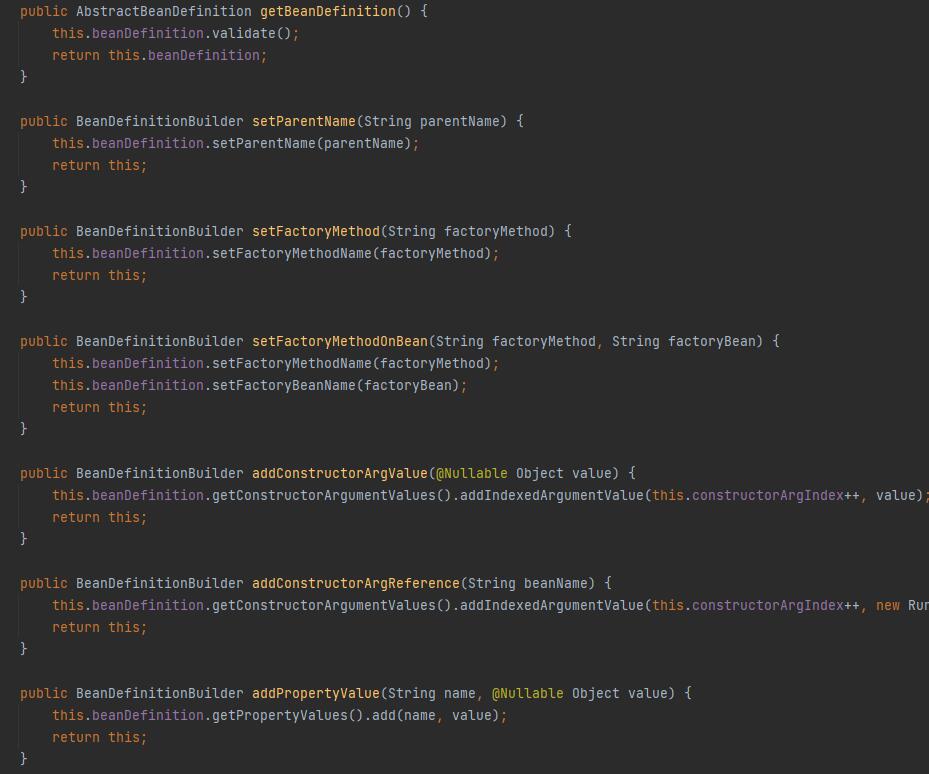 public AbstractBeanDefinition getBeanDefinition() {
    this.beanDefinition.validate();
    return this.beanDefinition;
}

public BeanDefinitionBuilder setParentName(String parentName) {
    this.beanDefinition.setParentName(parentName);
    return this;
}

public BeanDefinitionBuilder setFactoryMethod(String factoryMethod) {
    this.beanDefinition.setFactoryMethodName(factoryMethod);
    return this;
}

public BeanDefinitionBuilder setFactoryMethodOnBean(String factoryMethod, String factoryBean) {
    this.beanDefinition.setFactoryMethodName(factoryMethod);
    this.beanDefinition.setFactoryBeanName(factoryBean);
    return this;
}

public BeanDefinitionBuilder addConstructorArgValue(@Nullable Object value) {
    this.beanDefinition.getConstructorArgumentValues().addIndexedArgumentValue(this.constructorArgIndex++, value);
    return this;
}

public BeanDefinitionBuilder addConstructorArgReference(String beanName) {
    this.beanDefinition.getConstructorArgumentValues().addIndexedArgumentValue(this.constructorArgIndex++, new Run
    return this;
}

public BeanDefinitionBuilder addPropertyValue(String name, @Nullable Object value) {
    this.beanDefinition.getPropertyValues().add(name, value);
    return this;
}